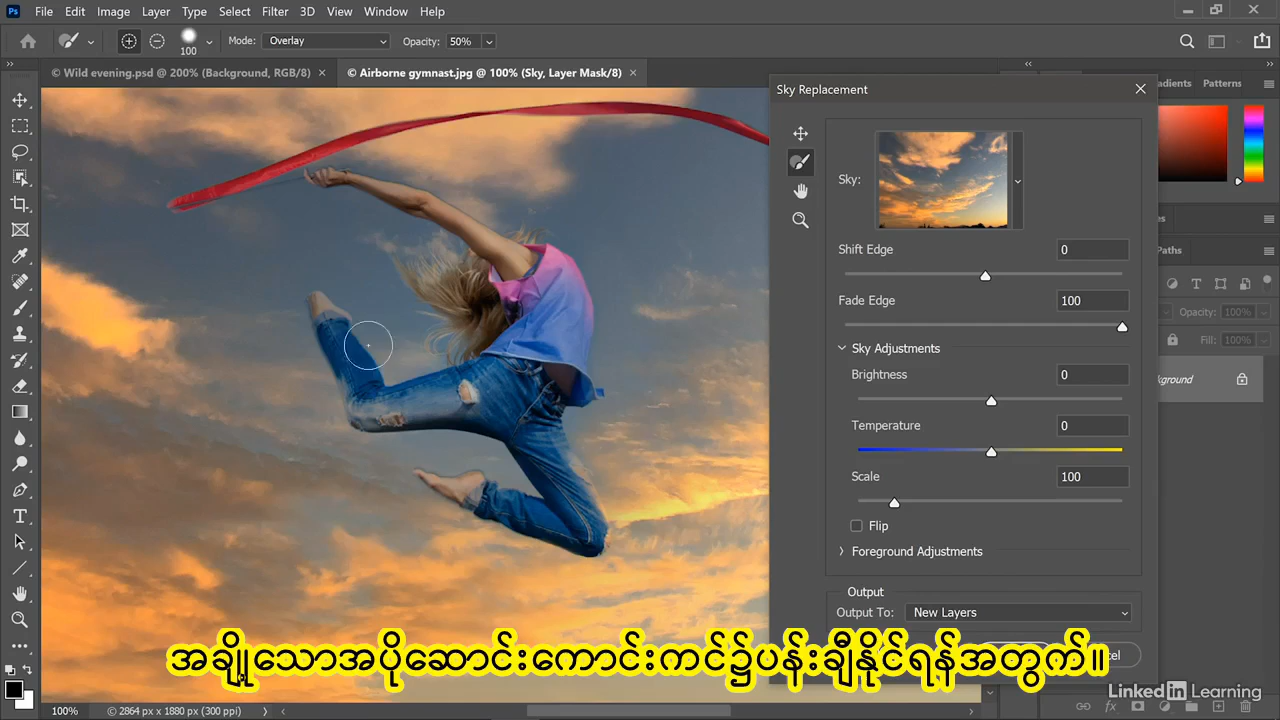 Ps File Edit Image Layer Type Select Filter 3D View Window Help
100 Mode: Overlay Opacity: 50%
© Wild evening.psd @ 200% (Background, RGB/8) × © Airborne gymnast.jpg @ 100% (Sky, Layer Mask/8) ×
Sky Replacement
Patterns
Sky:
Shift Edge 0
Fade Edge 100
Sky Adjustments
Brightness 0
Temperature 0
Scale 100
Flip
Foreground Adjustments
Output
Output To: New Layers
Opacity: 100%
Fill: 100%
အချို့သောအပိုဆောင်းကောင်းကင်၌ပန်းချီနိုင်ရန်အတွက်။
LinkedIn Learning
100% © 2864 px x 1880 px (300 ppi)